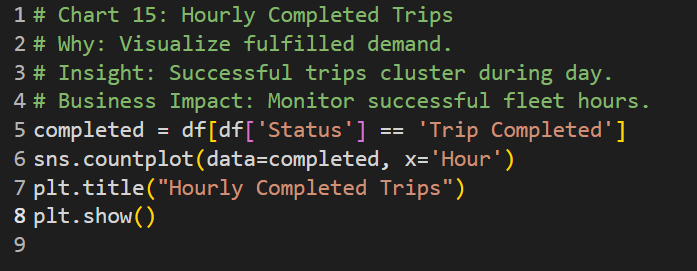 1 # Chart 15: Hourly Completed Trips
2 # Why: Visualize fulfilled demand.
3 # Insight: Successful trips cluster during day.
4 # Business Impact: Monitor successful fleet hours.
5 completed = df[df['Status'] == 'Trip Completed']
6 sns.countplot(data=completed, x='Hour')
7 plt.title("Hourly Completed Trips")
8 plt.show()
9